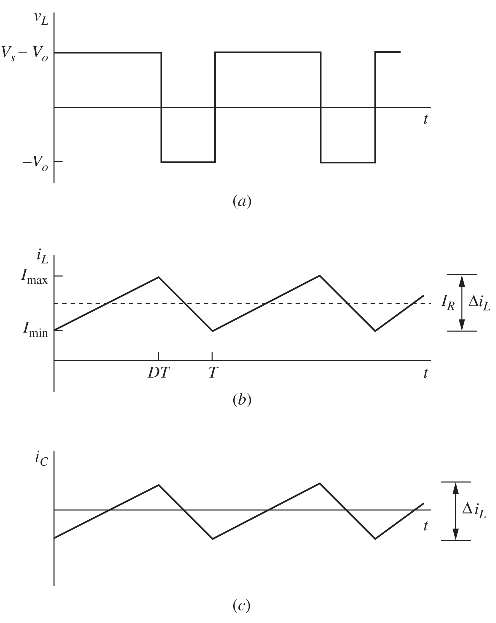 v_L
V_s – V_o
t
–V_o
(a)
i_L
I_max
I_R Δi_L
I_min
DT T t
(b)
i_C
Δi_L
t
(c)